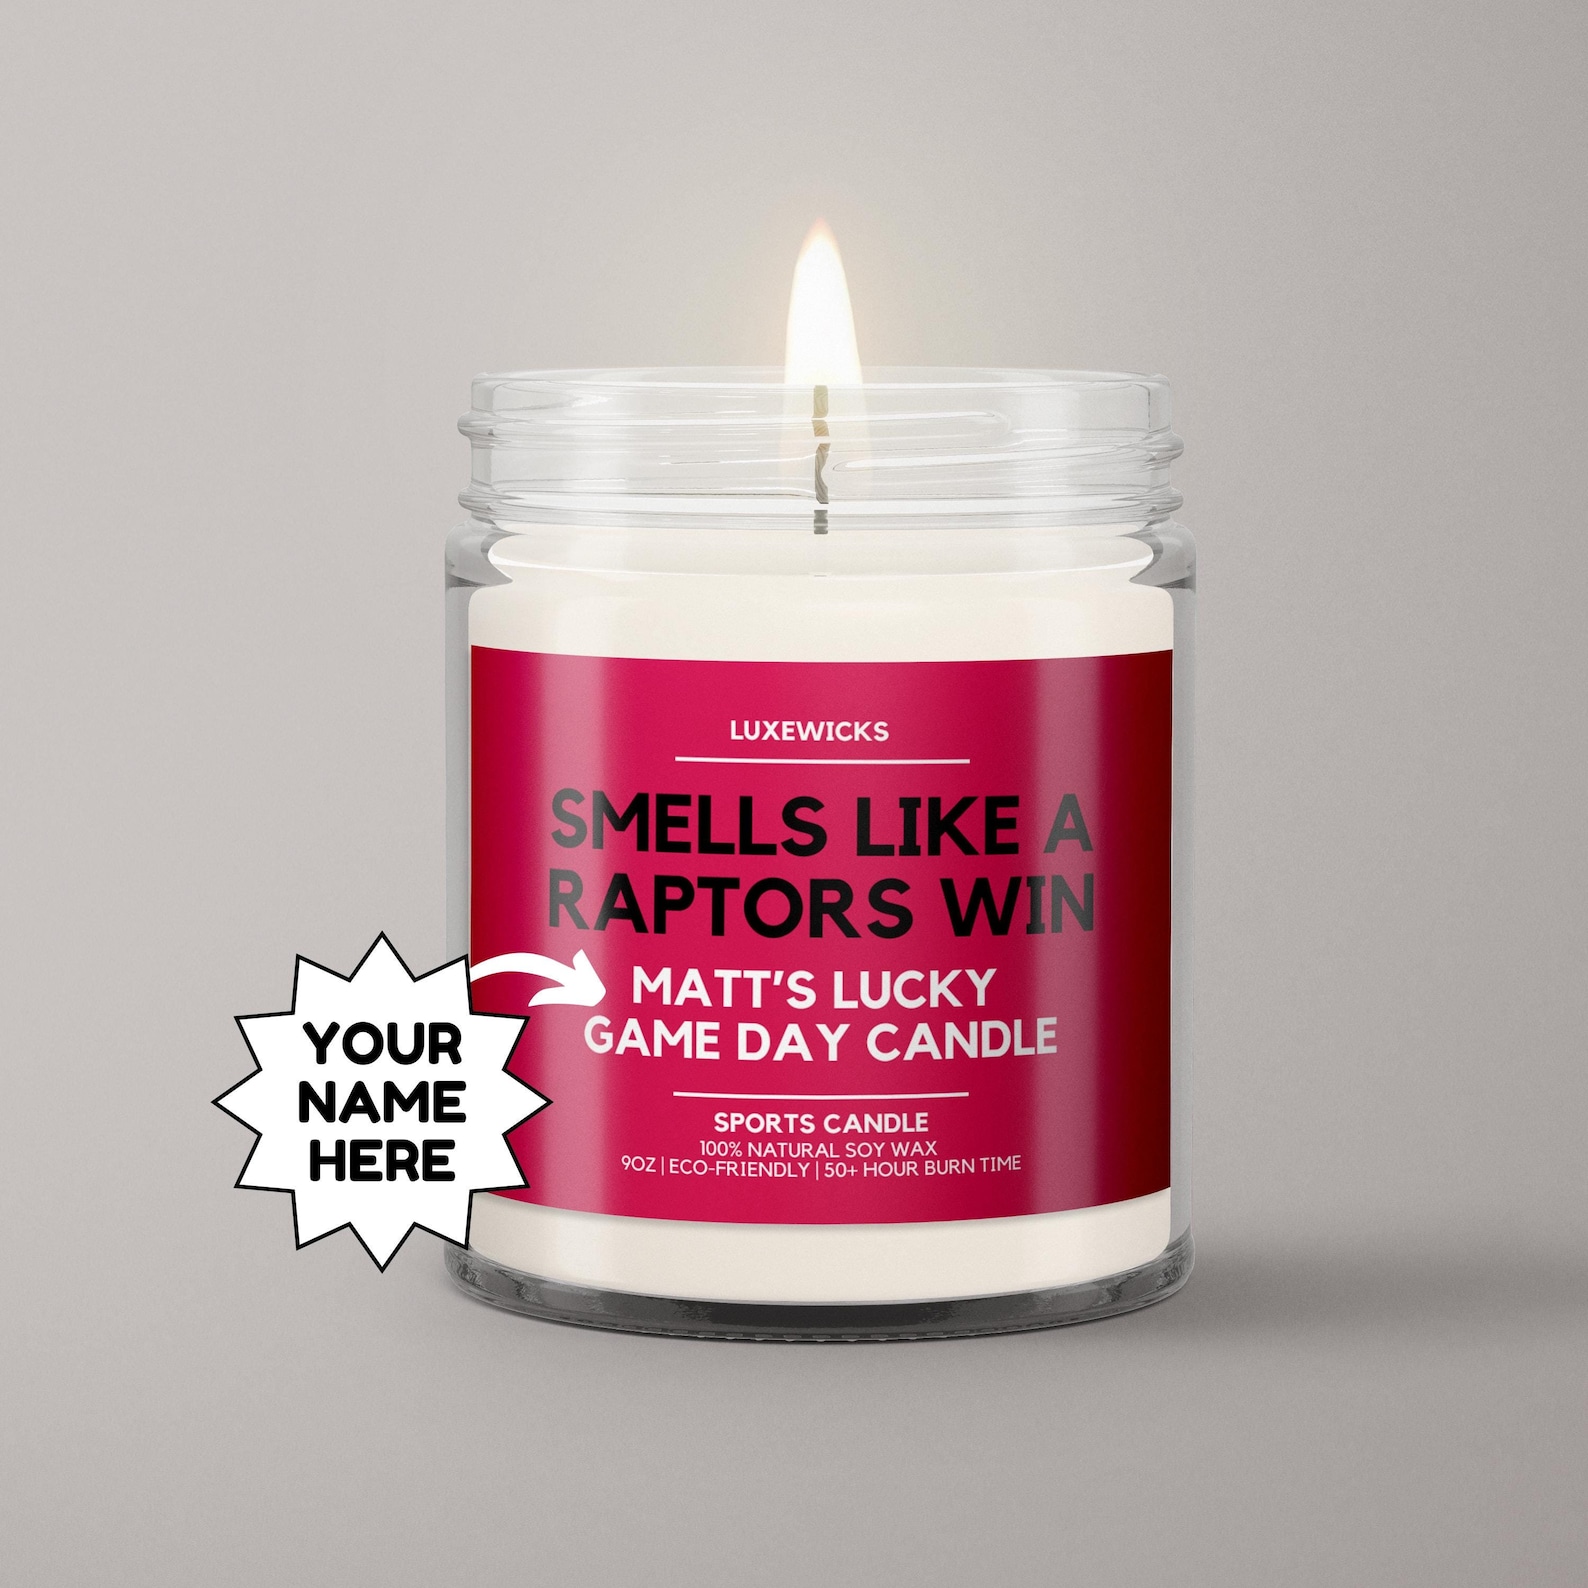 LUXEWICKS
SMELLS LIKE A
RAPTORS WIN
MATT'S LUCKY
GAME DAY CANDLE
SPORTS CANDLE
100% NATURAL SOY WAX
9OZ | ECO-FRIENDLY | 50+ HOUR BURN TIME
YOUR
NAME
HERE